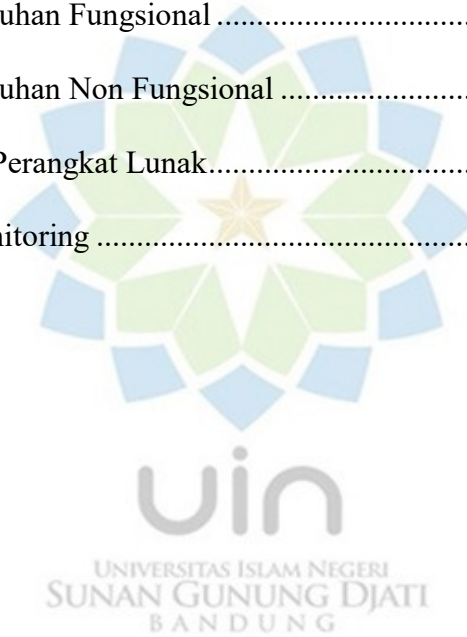 uhan Fungsional ...............................
uhan Non Fungsional .......................
Perangkat Lunak................................
nitoring ..............................................
uin
UNIVERSITAS ISLAM NEGERI
SUNAN GUNUNG DJATI
BANDUNG